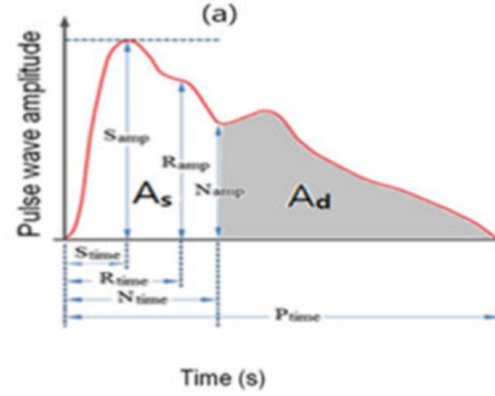 (a)
Pulse wave amplitude
Samp
Ramp
Namp
As
Ad
Stime
Rtime
Ntime
Ptime
Time (s)